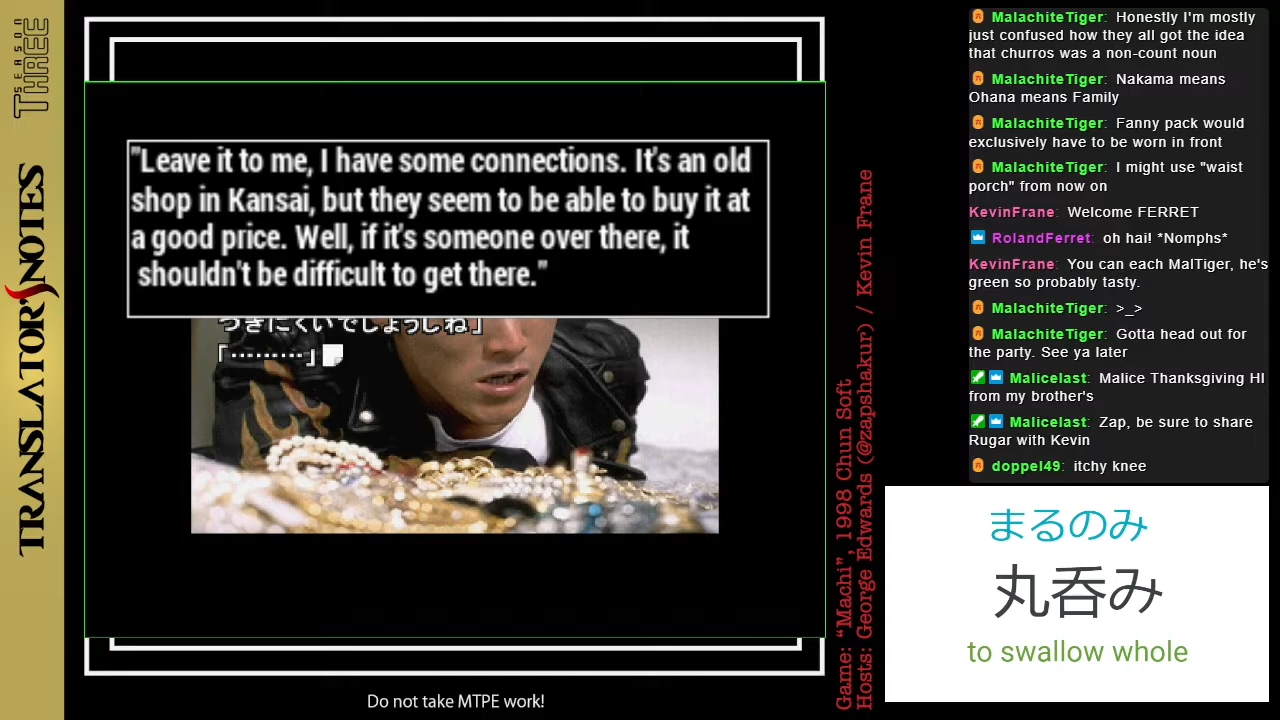 SEASON
THREE
TRANSLATOR'S NOTES
"Leave it to me, I have some connections. It's an old
shop in Kansai, but they seem to be able to buy it at
a good price. Well, if it's someone over there, it
shouldn't be difficult to get there."
つきにくいでしょうしね」
「………」
Do not take MTPE work!
Game: "Machi", 1998 Chun Soft
Hosts: George Edwards (@zapshakur) / Kevin Frane
MalachiteTiger: Honestly I'm mostly
just confused how they all got the idea
that churros was a non-count noun
MalachiteTiger: Nakama means
Ohana means Family
MalachiteTiger: Fanny pack would
exclusively have to be worn in front
MalachiteTiger: I might use "waist
porch" from now on
KevinFrane: Welcome FERRET
RolandFerret: oh hai! *Nomphs*
KevinFrane: You can each MalTiger, he's
green so probably tasty.
MalachiteTiger: >_>
MalachiteTiger: Gotta head out for
the party. See ya later
Malicelast: Malice Thanksgiving HI
from my brother's
Malicelast: Zap, be sure to share
Rugar with Kevin
doppel49: itchy knee
まるのみ
丸呑み
to swallow whole